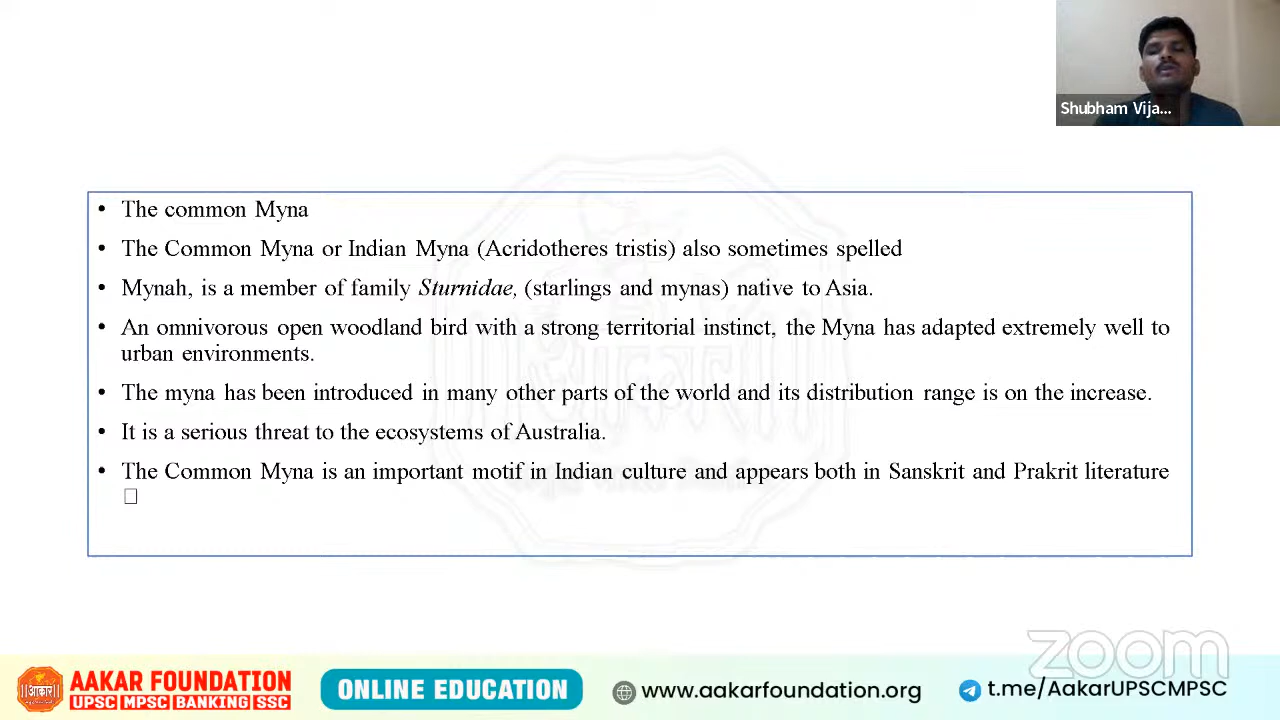 Shubham Vija...
• The common Myna
• The Common Myna or Indian Myna (Acridotheres tristis) also sometimes spelled
• Mynah, is a member of family Sturnidae, (starlings and mynas) native to Asia.
• An omnivorous open woodland bird with a strong territorial instinct, the Myna has adapted extremely well to
urban environments.
• The myna has been introduced in many other parts of the world and its distribution range is on the increase.
• It is a serious threat to the ecosystems of Australia.
• The Common Myna is an important motif in Indian culture and appears both in Sanskrit and Prakrit literature
zoom
॥आकार॥
AAKAR FOUNDATION
UPSC MPSC BANKING SSC
ONLINE EDUCATION
www.aakarfoundation.org
t.me/AakarUPSCMPSC